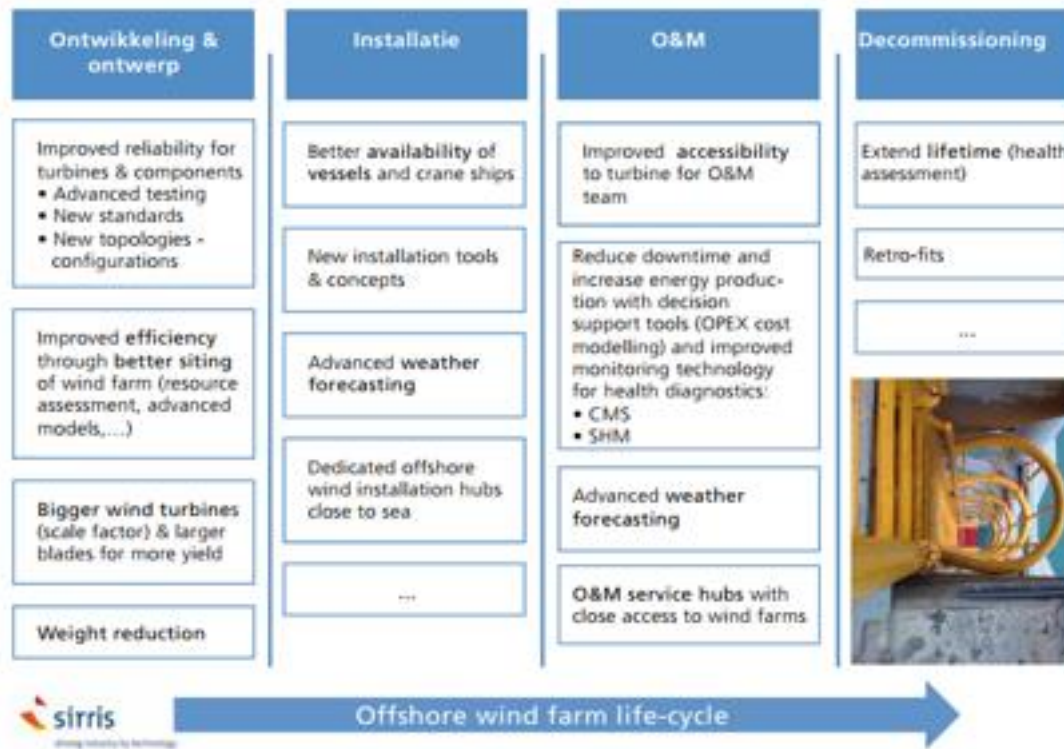 Ontwikkeling &
ontwerp
Improved reliability for
turbines & components
• Advanced testing
• New standards
• New topologies -
configurations
Improved efficiency
through better siting
of wind farm (resource
assessment, advanced
models,...)
Bigger wind turbines
(scale factor) & larger
blades for more yield
Weight reduction
Installatie
Better availability of
vessels and crane ships
New installation tools
& concepts
Advanced weather
forecasting
Dedicated offshore
wind installation hubs
close to sea
...
O&M
Improved accessibility
to turbine for O&M
team
Reduce downtime and
increase energy produc-
tion with decision
support tools (OPEX cost
modelling) and improved
monitoring technology
for health diagnostics:
• CMS
• SHM
Advanced weather
forecasting
O&M service hubs with
close access to wind farms
Decommissioning
Extend lifetime (health
assessment)
Retro-fits
...
sirris
driving industry by technology
Offshore wind farm life-cycle